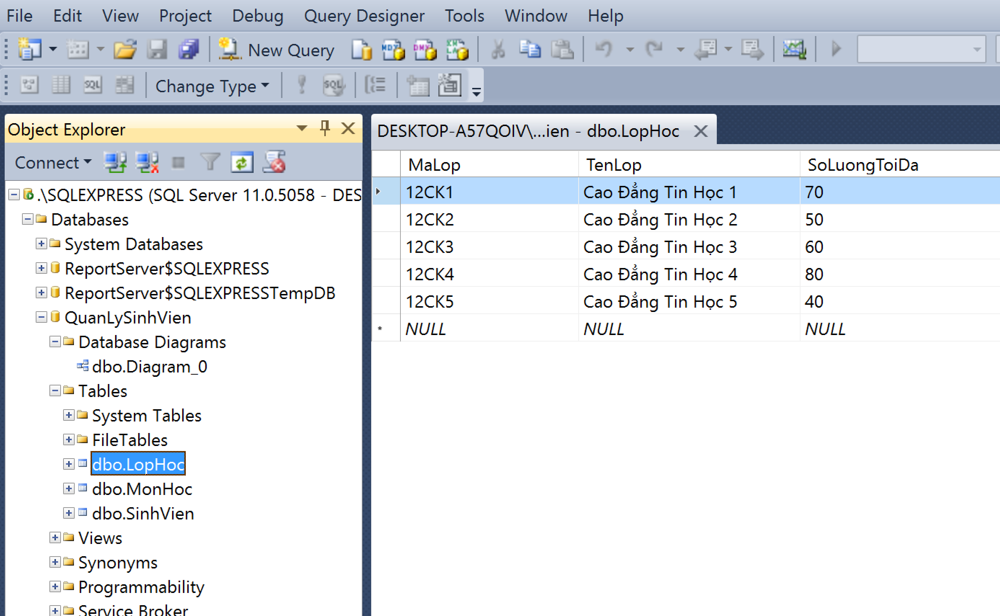 File Edit View Project Debug Query Designer Tools Window Help
New Query MDX DMX XMLA
SQL Change Type SQL
Object Explorer
Connect
.\SQLEXPRESS (SQL Server 11.0.5058 - DES
Databases
System Databases
ReportServer$SQLEXPRESS
ReportServer$SQLEXPRESSTempDB
QuanLySinhVien
Database Diagrams
dbo.Diagram_0
Tables
System Tables
FileTables
dbo.LopHoc
dbo.MonHoc
dbo.SinhVien
Views
Synonyms
Programmability
Service Broker
DESKTOP-A57QOIV\...ien - dbo.LopHoc
MaLop TenLop SoLuongToiDa
12CK1 Cao Đẳng Tin Học 1 70
12CK2 Cao Đẳng Tin Học 2 50
12CK3 Cao Đẳng Tin Học 3 60
12CK4 Cao Đẳng Tin Học 4 80
12CK5 Cao Đẳng Tin Học 5 40
NULL NULL NULL